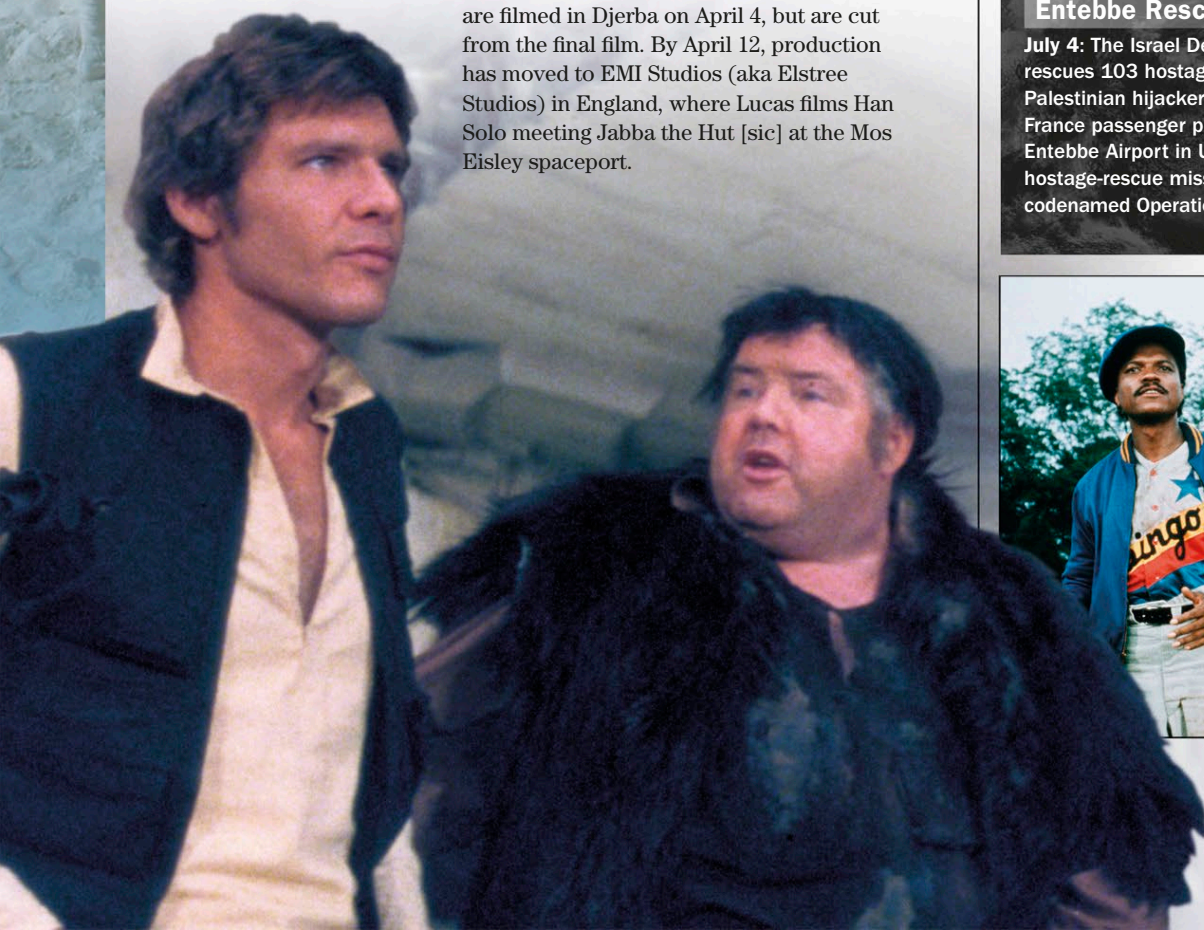 are filmed in Djerba on April 4, but are cut
from the final film. By April 12, production
has moved to EMI Studios (aka Elstree
Studios) in England, where Lucas films Han
Solo meeting Jabba the Hut [sic] at the Mos
Eisley spaceport.
Entebbe Resc
July 4: The Israel De
rescues 103 hostag
Palestinian hijacker
France passenger p
Entebbe Airport in U
hostage-rescue miss
codenamed Operati
ingo